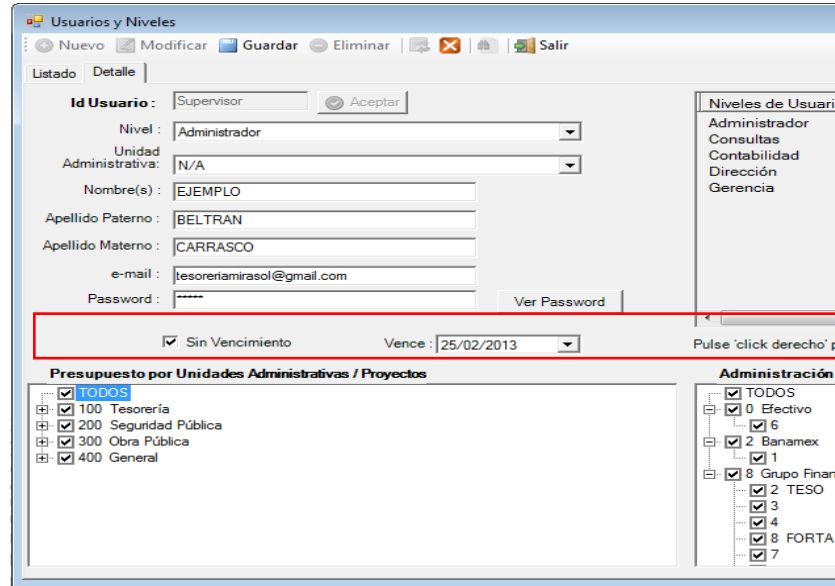 Usuarios y Niveles
Nuevo Modificar Guardar Eliminar Salir
Listado Detalle
Id Usuario : Supervisor Aceptar
Nivel : Administrador
Unidad
Administrativa: N/A
Nombre(s) : EJEMPLO
Apellido Paterno : BELTRAN
Apellido Materno : CARRASCO
e-mail : tesoreriamirasol@gmail.com
Password : ***** Ver Password
Sin Vencimiento Vence : 25/02/2013
Niveles de Usuari
Administrador
Consultas
Contabilidad
Dirección
Gerencia
Pulse 'click derecho' p
Presupuesto por Unidades Administrativas / Proyectos
TODOS
100 Tesorería
200 Seguridad Pública
300 Obra Pública
400 General
Administración
TODOS
0 Efectivo
6
2 Banamex
1
8 Grupo Finan
2 TESO
3
4
8 FORTA
7